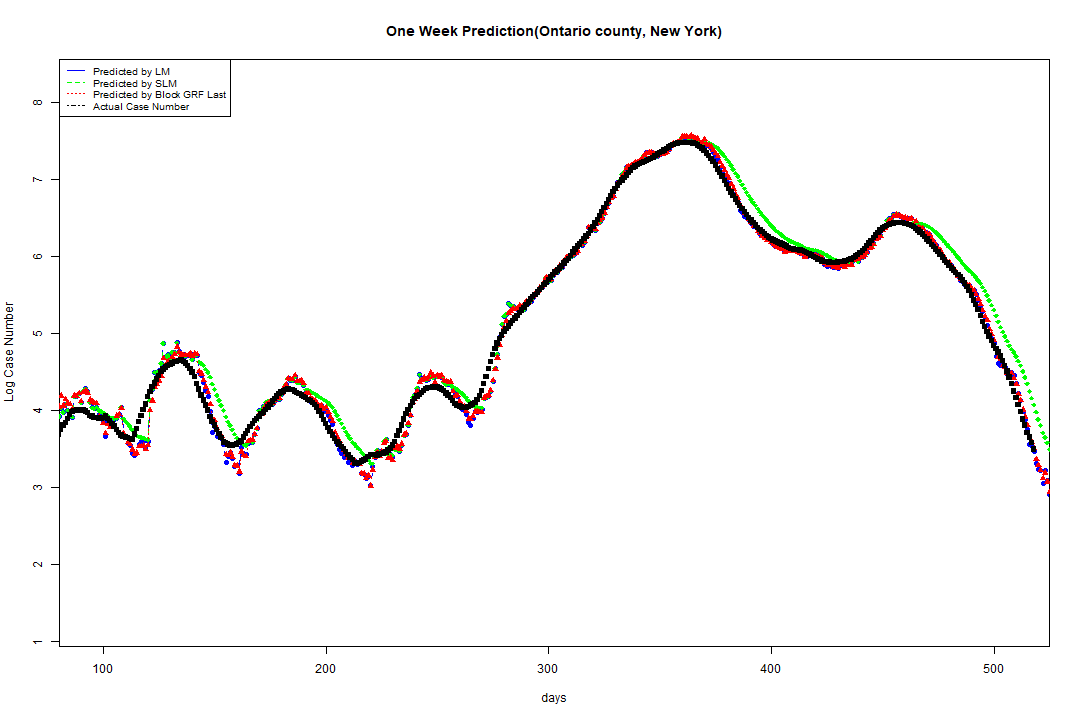 One Week Prediction(Ontario county, New York)
Predicted by LM
Predicted by SLM
Predicted by Block GRF Last
Actual Case Number
8
7
6
5
4
3
2
1
Log Case Number
100 200 300 400 500
days